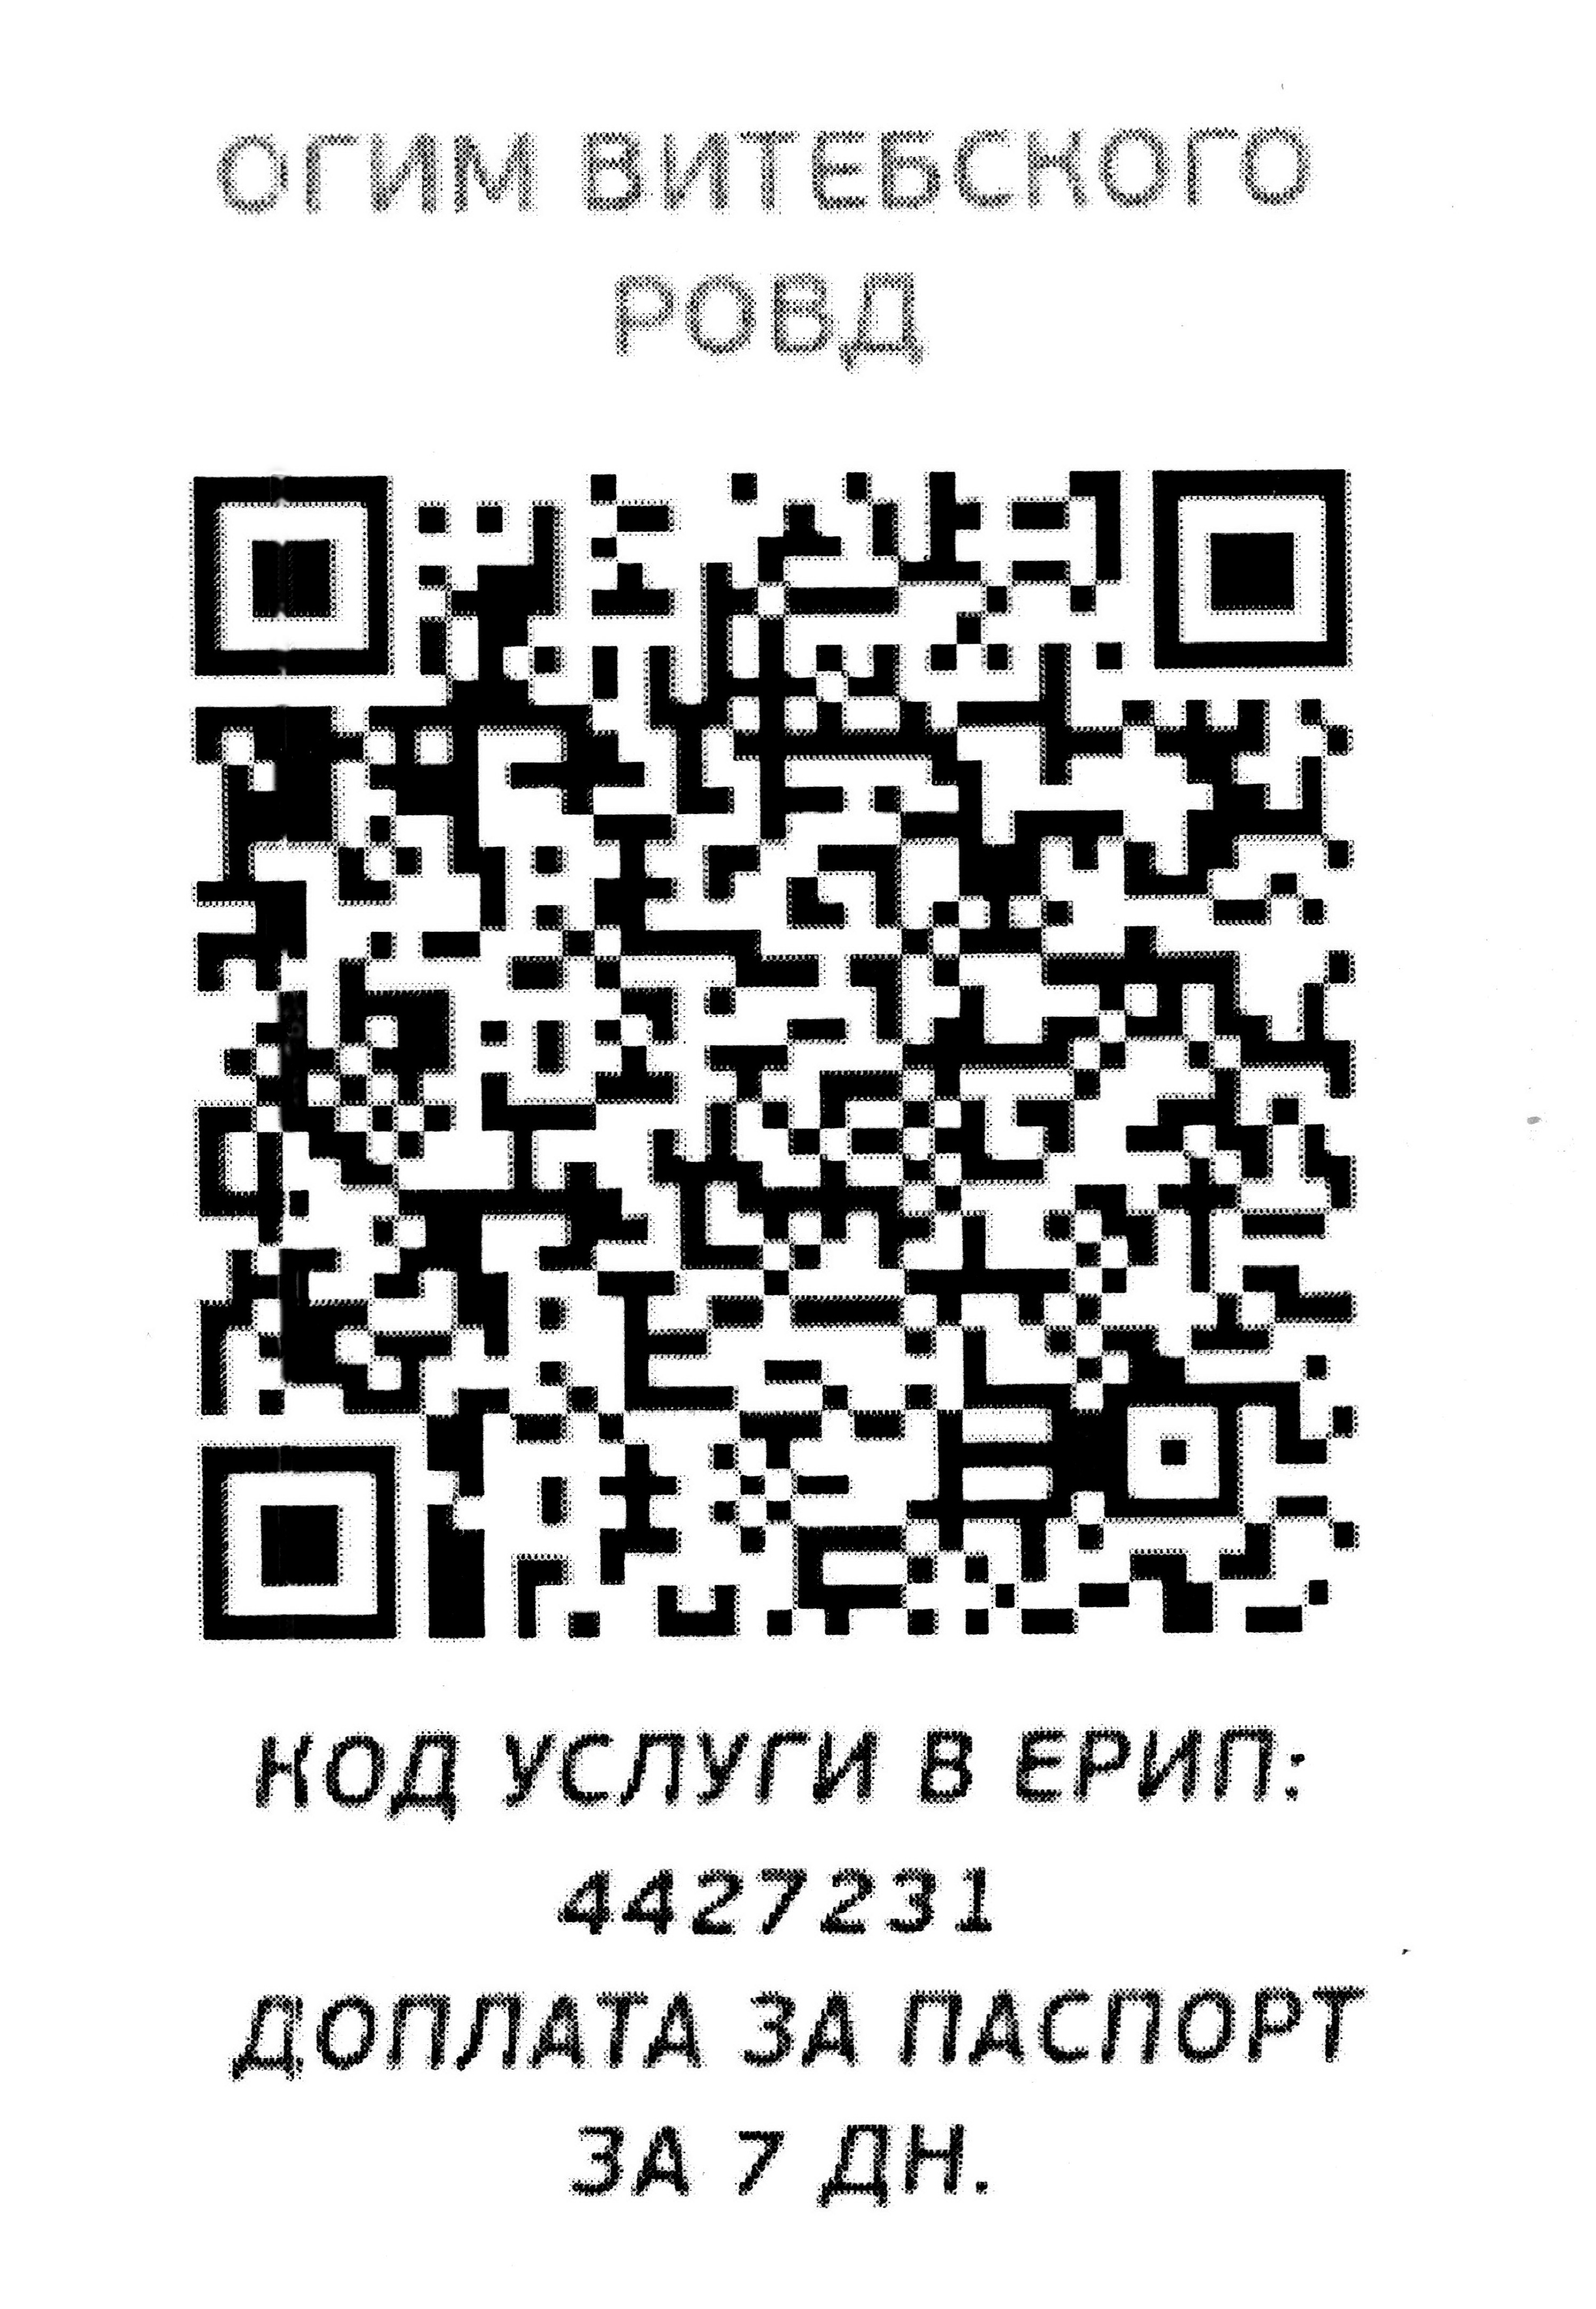 ОГИМ ВИТЕБСКОГО
РОВД
КОД УСЛУГИ В ЕРИП:
4427231
ДОПЛАТА ЗА ПАСПОРТ
ЗА 7 ДН.